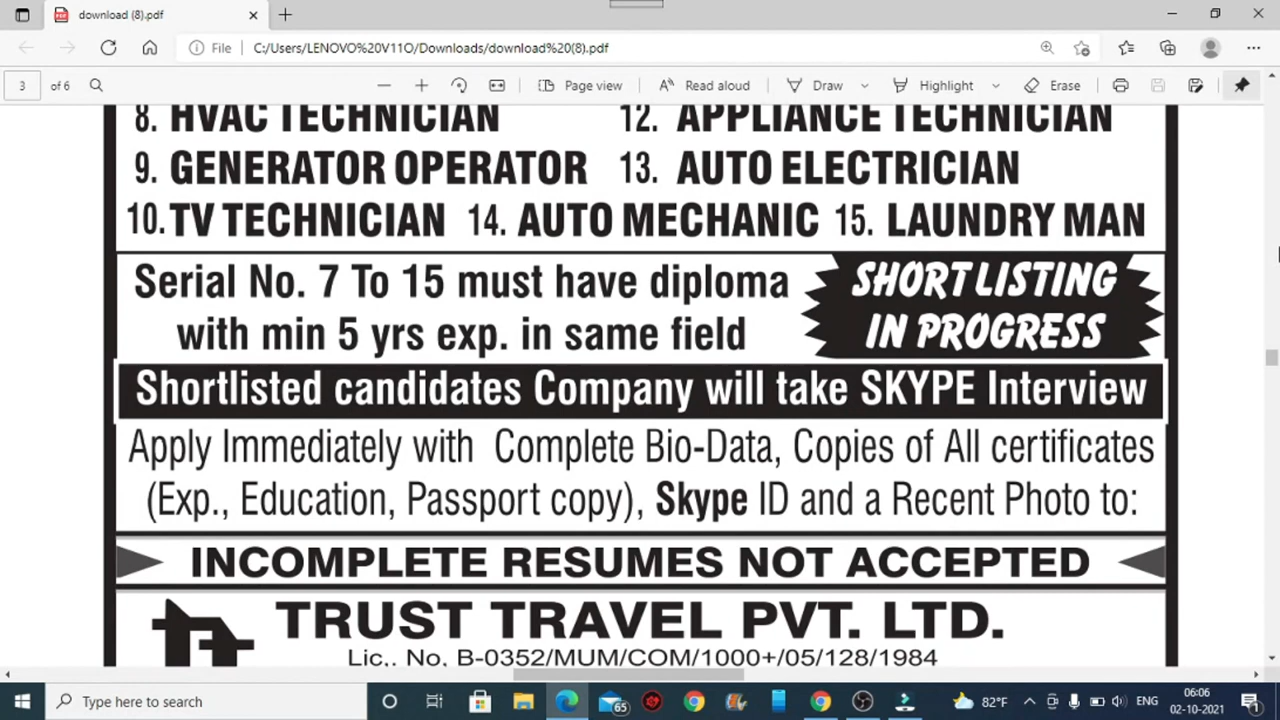 download (8).pdf
File C:/Users/LENOVO%20V11O/Downloads/download%20(8).pdf
3 of 6 Page view Read aloud Draw Highlight Erase
8. HVAC TECHNICIAN 12. APPLIANCE TECHNICIAN
9. GENERATOR OPERATOR 13. AUTO ELECTRICIAN
10. TV TECHNICIAN 14. AUTO MECHANIC 15. LAUNDRY MAN
Serial No. 7 To 15 must have diploma
with min 5 yrs exp. in same field
SHORT LISTING
IN PROGRESS
Shortlisted candidates Company will take SKYPE Interview
Apply Immediately with Complete Bio-Data, Copies of All certificates
(Exp., Education, Passport copy), Skype ID and a Recent Photo to:
INCOMPLETE RESUMES NOT ACCEPTED
TRUST TRAVEL PVT. LTD.
Lic,. No, B-0352/MUM/COM/1000+/05/128/1984
Type here to search 65 82°F ENG 06:06
02-10-2021 1